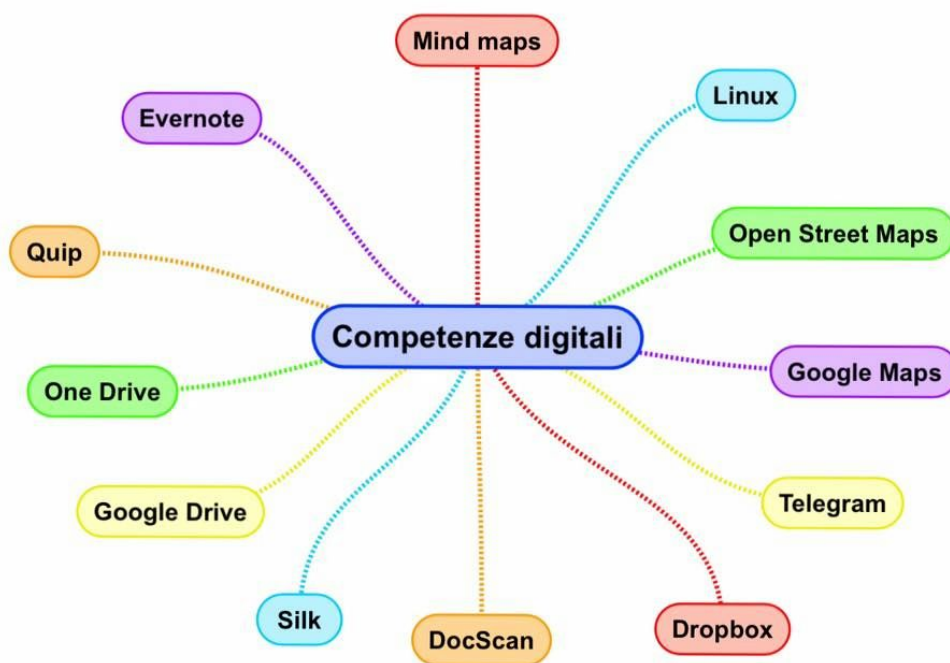 Mind maps
Linux
Evernote
Open Street Maps
Quip
Competenze digitali
Google Maps
One Drive
Telegram
Google Drive
Silk
DocScan
Dropbox